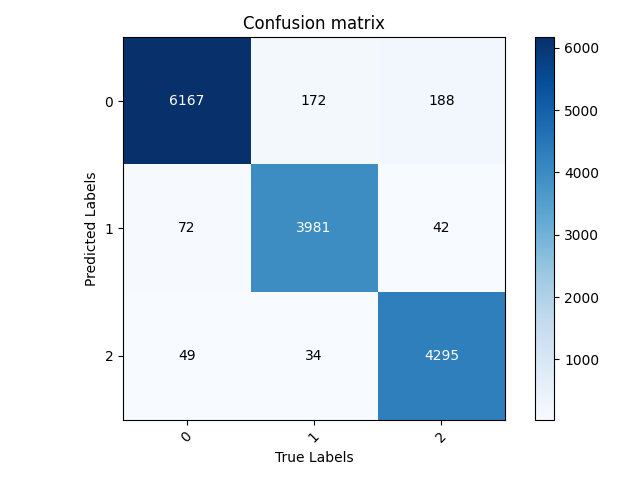 Confusion matrix
0 6167 172 188
1 72 3981 42
2 49 34 4295
0 1 2
True Labels
Predicted Labels
6000
5000
4000
3000
2000
1000